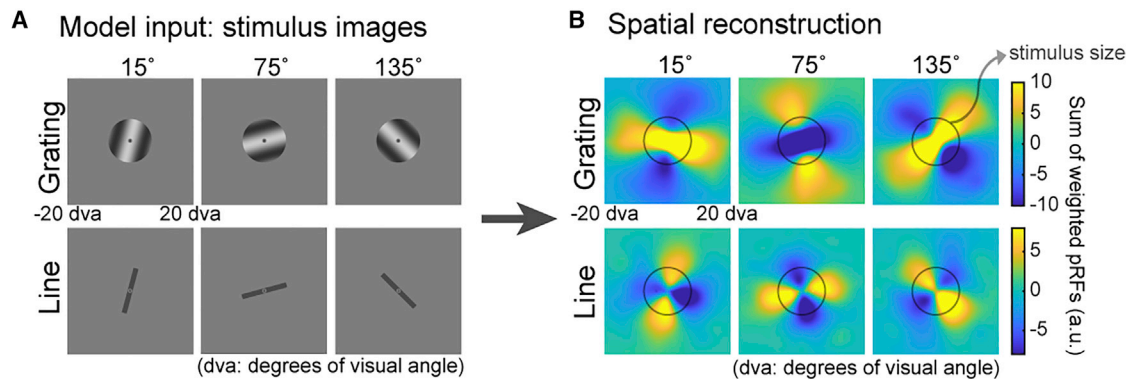 A Model input: stimulus images
15° 75° 135°
Grating
-20 dva 20 dva
Line
(dva: degrees of visual angle)
B Spatial reconstruction
stimulus size
15° 75° 135°
Grating
-20 dva 20 dva
10
5
0
-5
-10
Sum of weighted pRFs (a.u.)
Line
5
0
-5
(dva: degrees of visual angle)